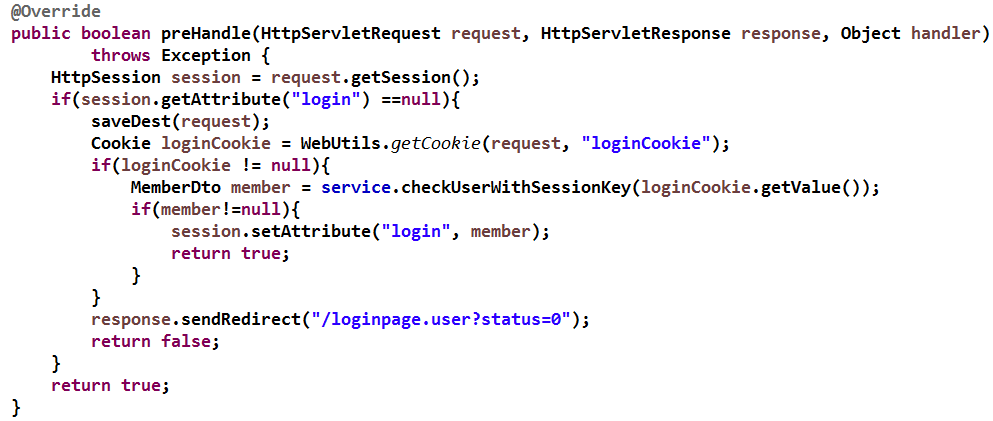 @Override
public boolean preHandle(HttpServletRequest request, HttpServletResponse response, Object handler)
        throws Exception {
    HttpSession session = request.getSession();
    if(session.getAttribute("login") ==null){
        saveDest(request);
        Cookie loginCookie = WebUtils.getCookie(request, "loginCookie");
        if(loginCookie != null){
            MemberDto member = service.checkUserWithSessionKey(loginCookie.getValue());
            if(member!=null){
                session.setAttribute("login", member);
                return true;
            }
        }
        response.sendRedirect("/loginpage.user?status=0");
        return false;
    }
    return true;
}